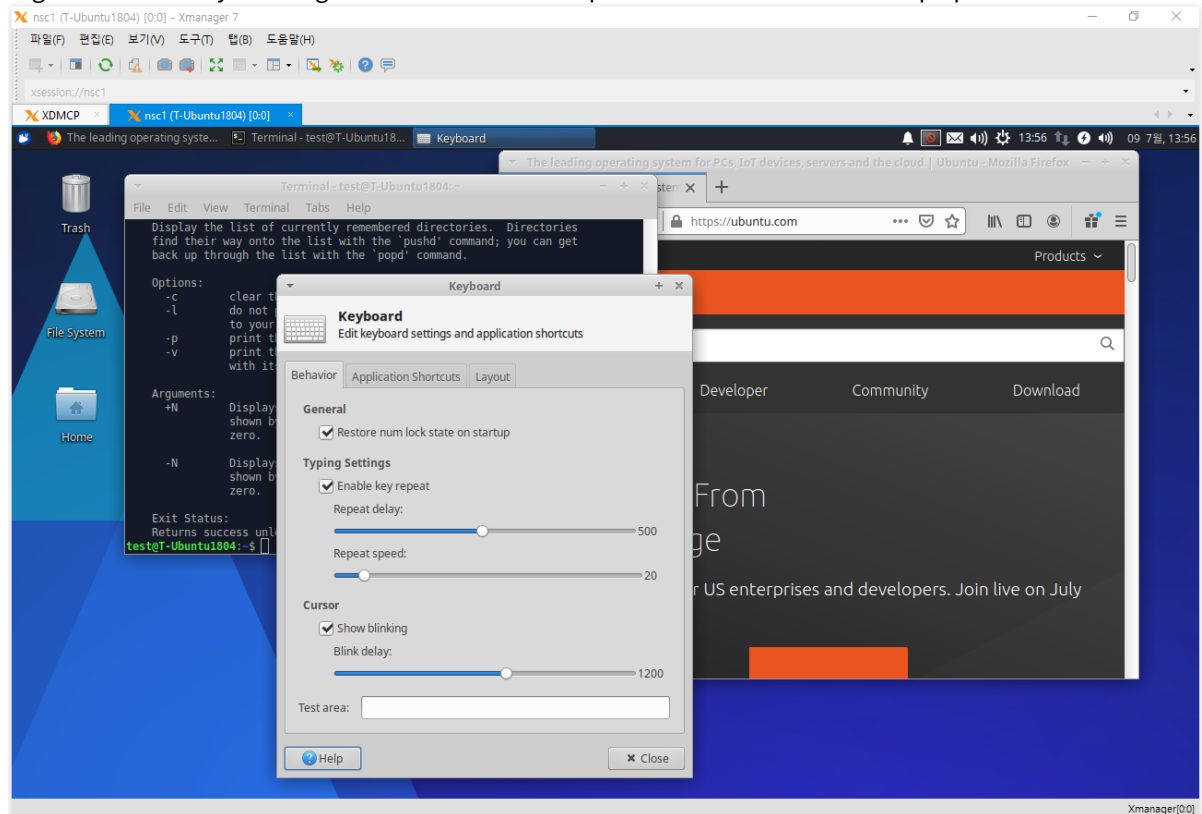 nsc1 (T-Ubuntu1804) [0:0] - Xmanager 7
파일(F) 편집(E) 보기(V) 도구(T) 탭(B) 도움말(H)
xsession://nsc1
XDMCP
nsc1 (T-Ubuntu1804) [0:0]
The leading operating syste...
Terminal - test@T-Ubuntu18...
Keyboard
13:56
09 7월, 13:56
The leading operating system for PCs, IoT devices, servers and the cloud | Ubuntu - Mozilla Firefox
https://ubuntu.com
Products
Developer Community Download
From
r US enterprises and developers. Join live on July
Trash
File System
Home
Terminal - test@T-Ubuntu1804: ~
File Edit View Terminal Tabs Help
Display the list of currently remembered directories. Directories
find their way onto the list with the `pushd' command; you can get
back up through the list with the `popd' command.
Options:
-c clear t
-l do not
to your
-p print t
-v print t
with it
Arguments:
+N Display
shown b
zero.
-N Display
shown b
zero.
Exit Status:
Returns success unl
test@T-Ubuntu1804:~$
Keyboard
Keyboard
Edit keyboard settings and application shortcuts
Behavior Application Shortcuts Layout
General
Restore num lock state on startup
Typing Settings
Enable key repeat
Repeat delay:
500
Repeat speed:
20
Cursor
Show blinking
Blink delay:
1200
Test area:
Help
Close
Xmanager[0:0]